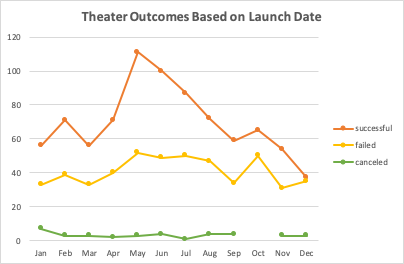 Theater Outcomes Based on Launch Date
120
100
80
60
40
20
0
Jan Feb Mar Apr May Jun Jul Aug Sep Oct Nov Dec
successful
failed
canceled